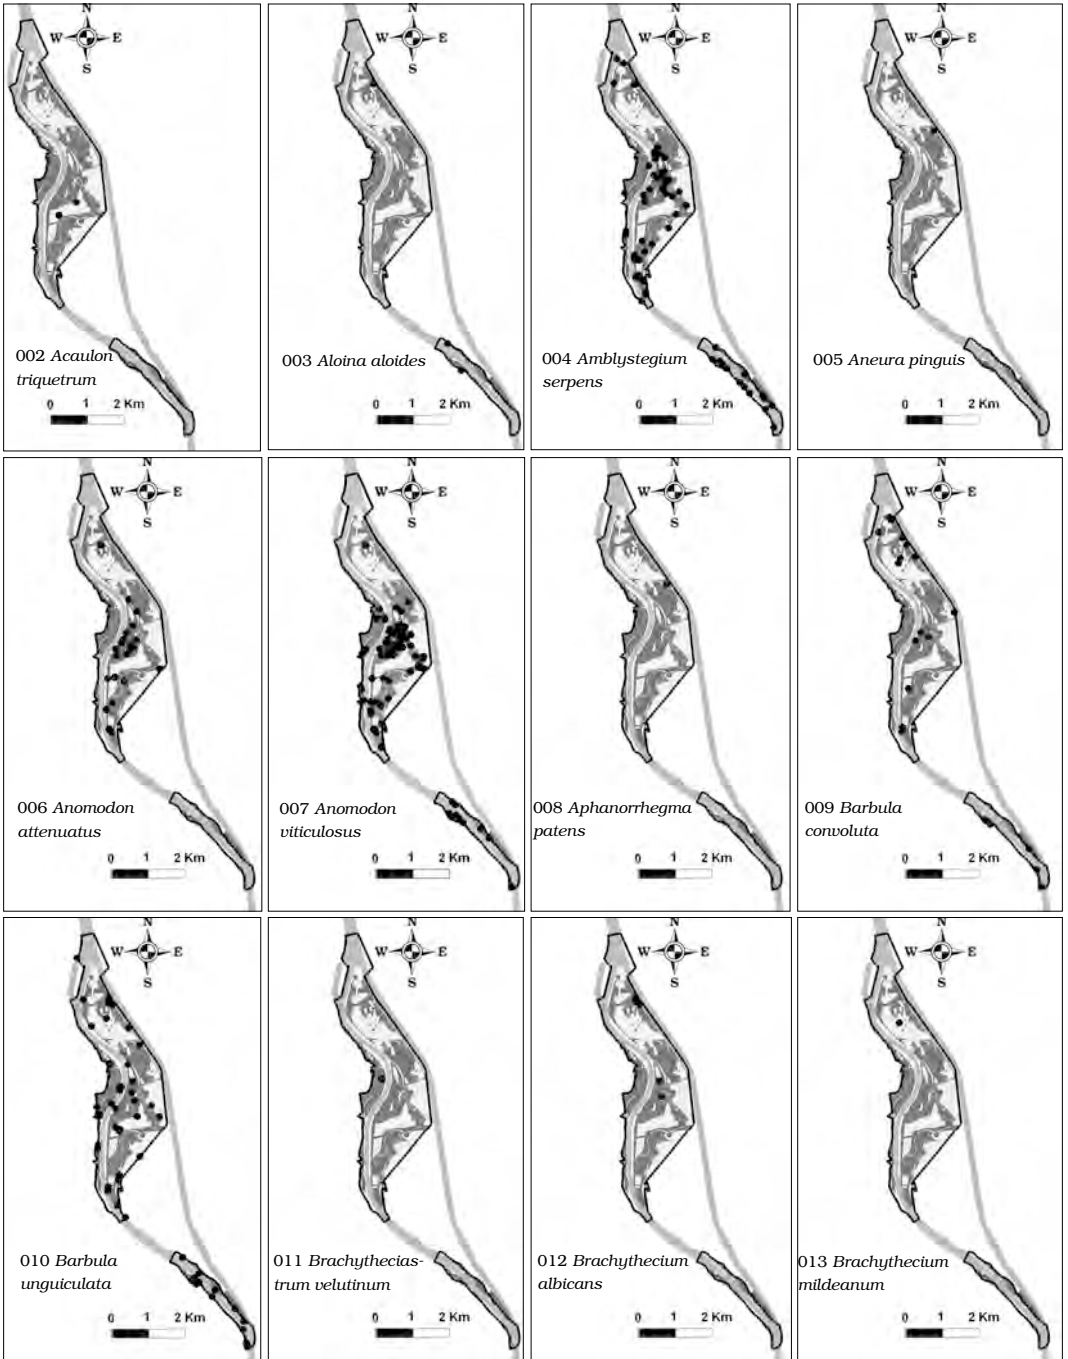 N
W E
S
002 Acaulon
triquetrum
0 1 2 Km
N
W E
S
003 Aloina aloides
0 1 2 Km
N
W E
S
004 Amblystegium
serpens
0 1 2 Km
N
W E
S
005 Aneura pinguis
0 1 2 Km
N
W E
S
006 Anomodon
attenuatus
0 1 2 Km
N
W E
S
007 Anomodon
viticulosus
0 1 2 Km
N
W E
S
008 Aphanorrhegma
patens
0 1 2 Km
N
W E
S
009 Barbula
convoluta
0 1 2 Km
N
W E
S
010 Barbula
unguiculata
0 1 2 Km
N
W E
S
011 Brachythecias-
trum velutinum
0 1 2 Km
N
W E
S
012 Brachythecium
albicans
0 1 2 Km
N
W E
S
013 Brachythecium
mildeanum
0 1 2 Km